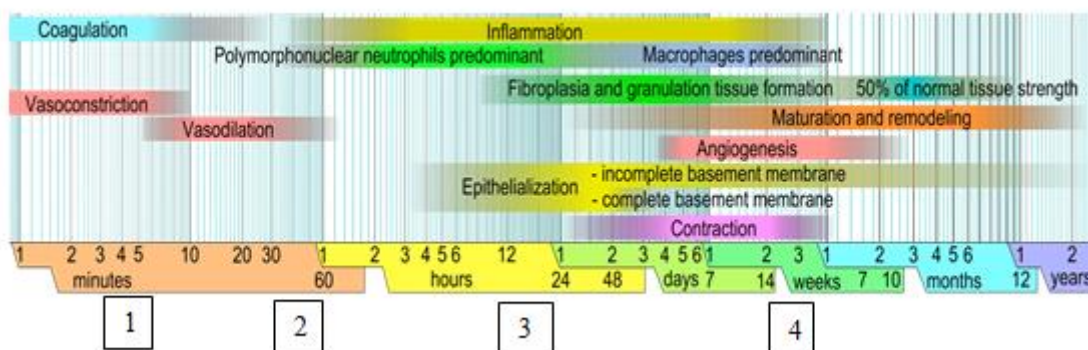 Coagulation Inflammation
Polymorphonuclear neutrophils predominant Macrophages predominant
Fibroplasia and granulation tissue formation 50% of normal tissue strength
Vasoconstriction
Maturation and remodeling
Vasodilation
Angiogenesis
Epithelialization
- incomplete basement membrane
- complete basement membrane
Contraction
1 2 3 4 5 10 20 30 1 2 3 4 5 6 12 1 2 3 4 5 6 1 2 3 1 2 3 4 5 6 1 2
minutes 60 hours 24 48 days 7 14 weeks 7 10 months 12 years
1 2 3 4